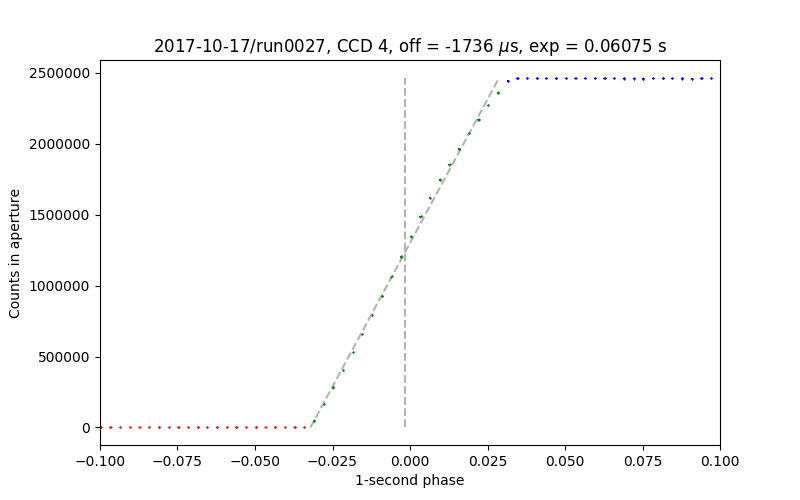 2017-10-17/run0027, CCD 4, off = -1736 μs, exp = 0.06075 s
Counts in aperture
2500000
2000000
1500000
1000000
500000
0
−0.100 −0.075 −0.050 −0.025 0.000 0.025 0.050 0.075 0.100
1-second phase